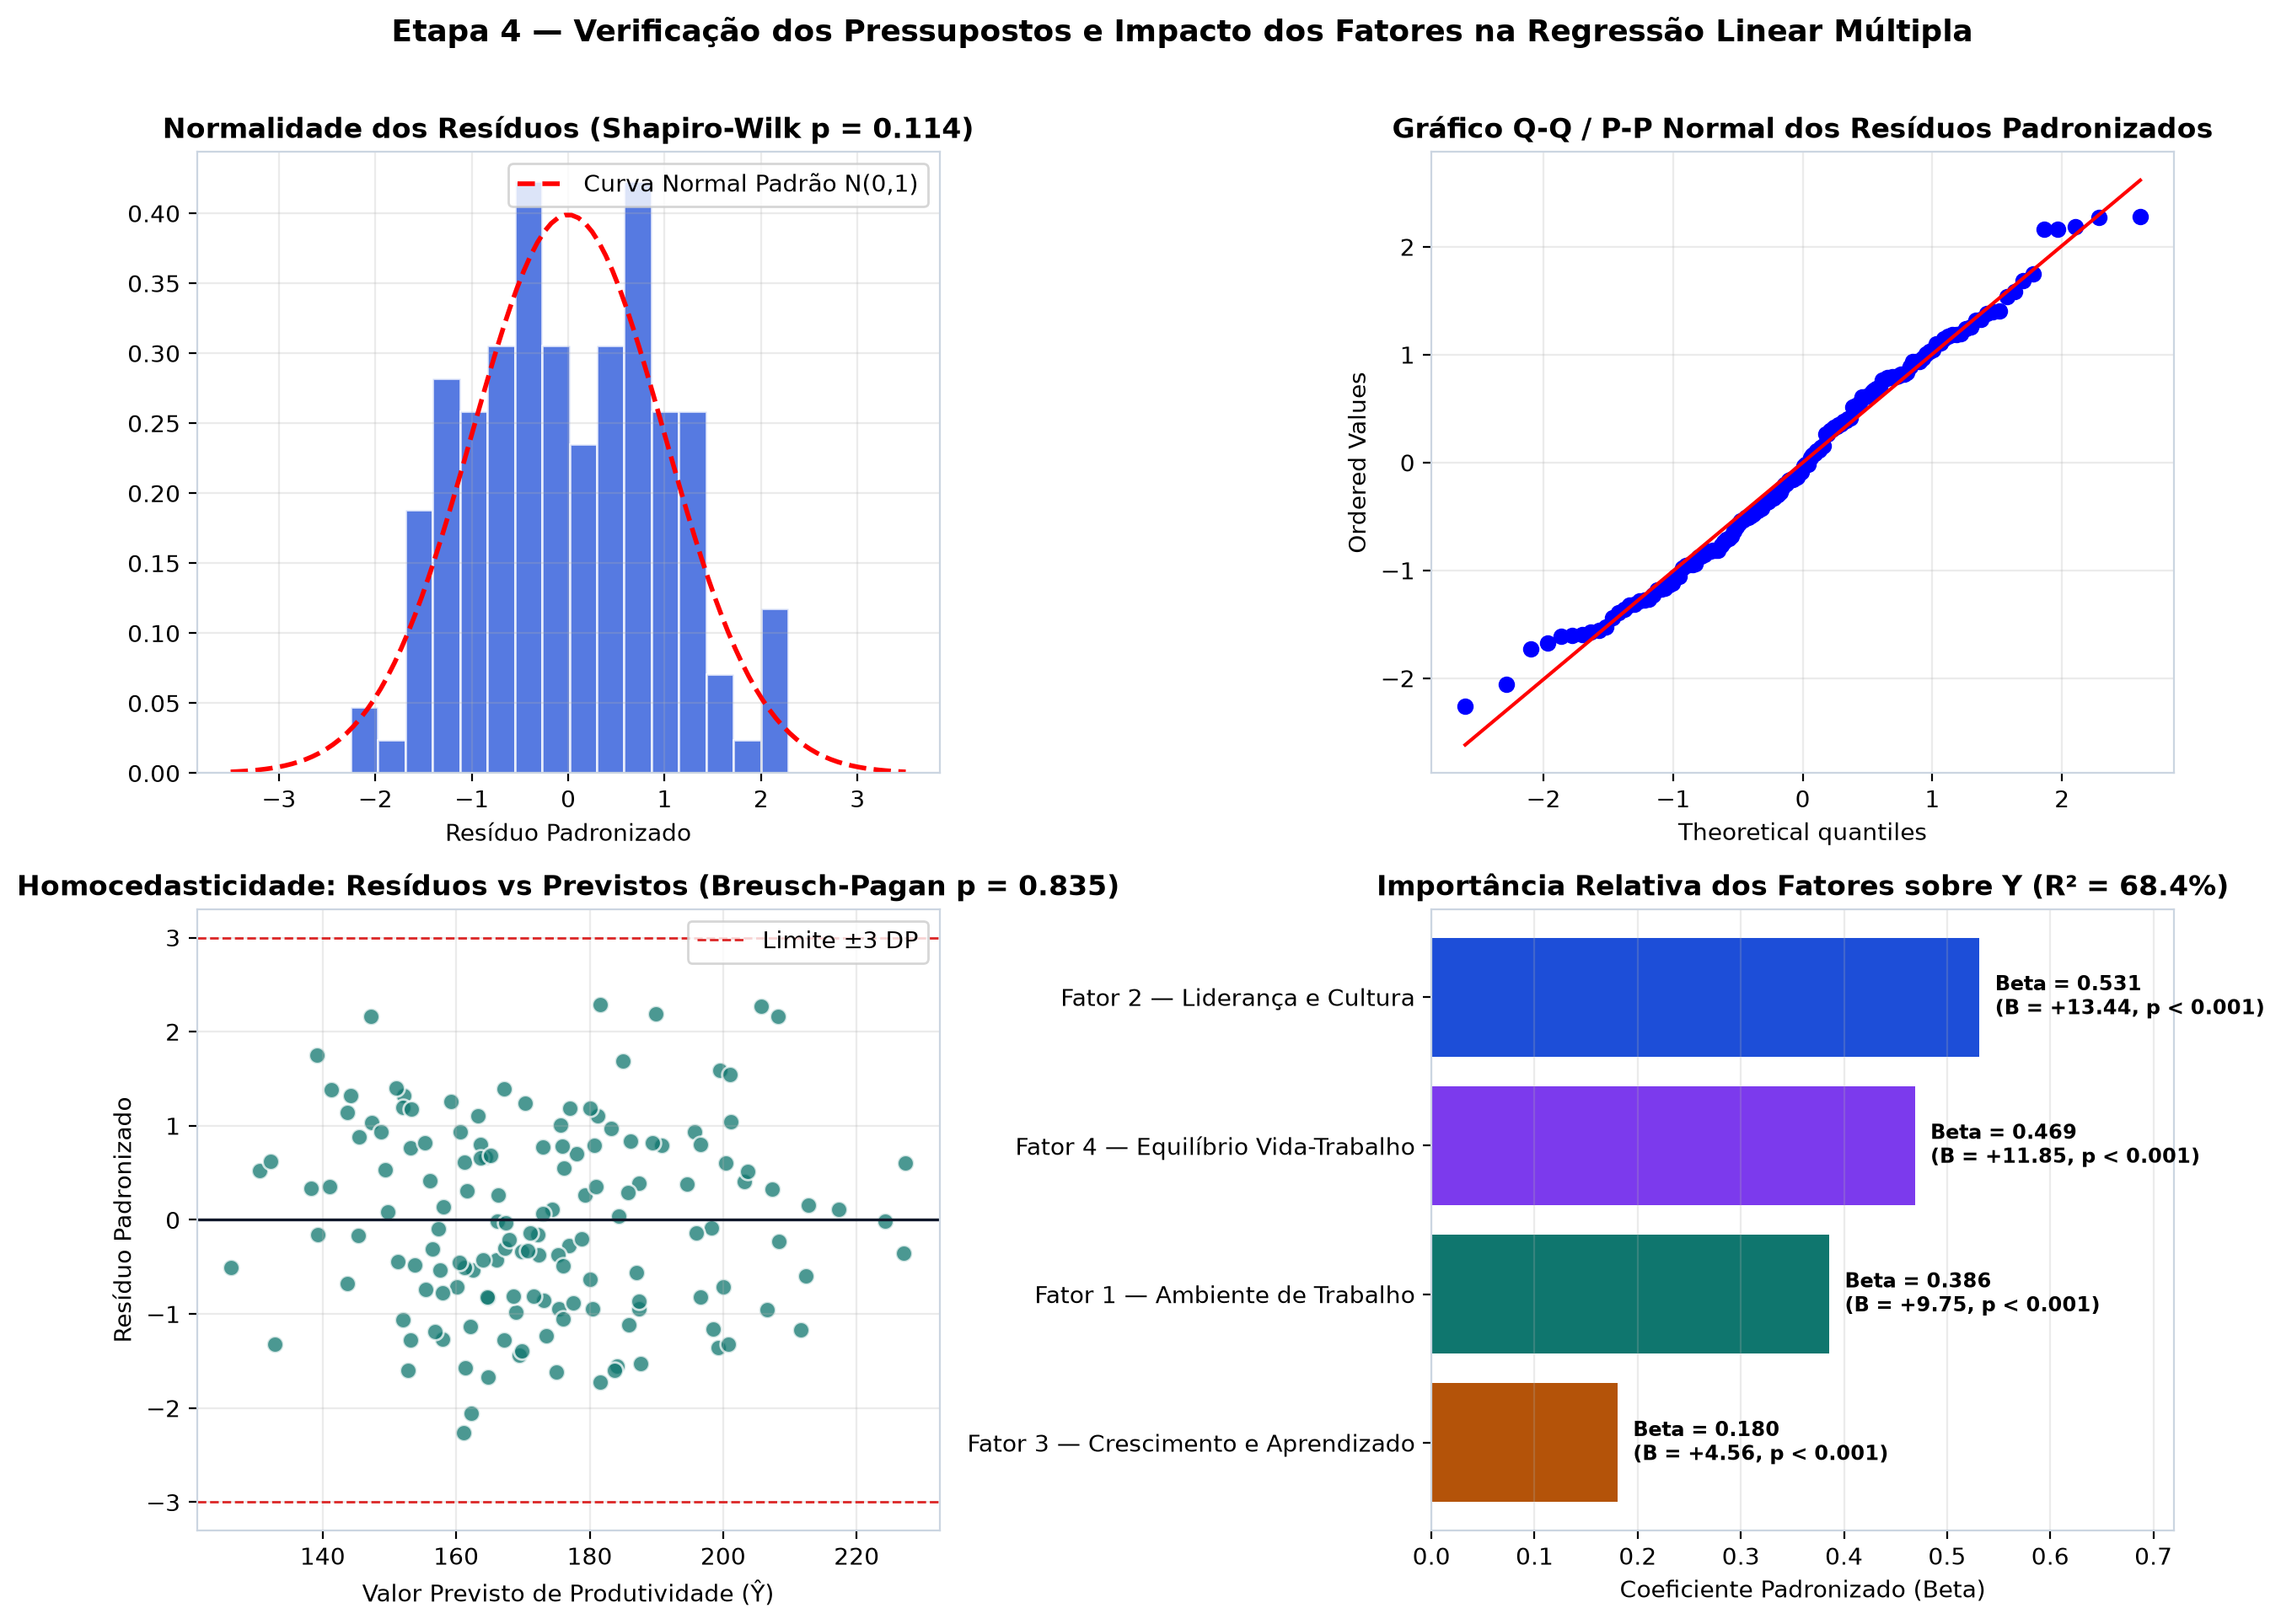 Etapa 4 — Verificação dos Pressupostos e Impacto dos Fatores na Regressão Linear Múltipla
Normalidade dos Resíduos (Shapiro-Wilk p = 0.114)
Curva Normal Padrão N(0,1)
0.40
0.35
0.30
0.25
0.20
0.15
0.10
0.05
0.00
−3 −2 −1 0 1 2 3
Resíduo Padronizado
Gráfico Q-Q / P-P Normal dos Resíduos Padronizados
Ordered Values
2
1
0
−1
−2
−2 −1 0 1 2
Theoretical quantiles
Homocedasticidade: Resíduos vs Previstos (Breusch-Pagan p = 0.835)
Limite ±3 DP
Resíduo Padronizado
3
2
1
0
−1
−2
−3
140 160 180 200 220
Valor Previsto de Produtividade (Ŷ)
Importância Relativa dos Fatores sobre Y (R² = 68.4%)
Fator 2 — Liderança e Cultura
Beta = 0.531
(B = +13.44, p < 0.001)
Fator 4 — Equilíbrio Vida-Trabalho
Beta = 0.469
(B = +11.85, p < 0.001)
Fator 1 — Ambiente de Trabalho
Beta = 0.386
(B = +9.75, p < 0.001)
Fator 3 — Crescimento e Aprendizado
Beta = 0.180
(B = +4.56, p < 0.001)
0.0 0.1 0.2 0.3 0.4 0.5 0.6 0.7
Coeficiente Padronizado (Beta)